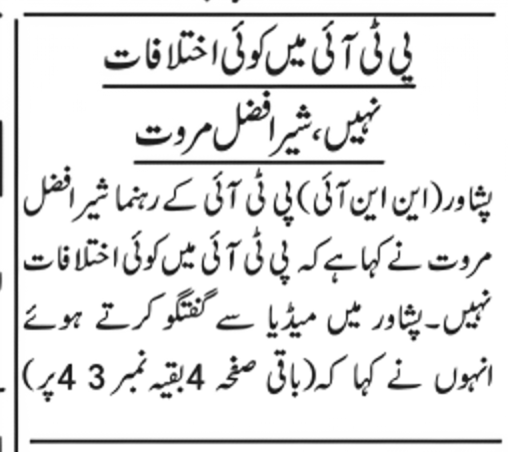 پی ٹی آئی میں کوئی اختلافات
نہیں، شیر افضل مروت
پشاور(این این آئی)پی ٹی آئی کے رہنما شیر افضل
مروت نے کہا ہے کہ پی ٹی آئی میں کوئی اختلافات
نہیں۔پشاور میں میڈیا سے گفتگو کرتے ہوئے
انہوں نے کہا کہ(باقی صفحہ 4 بقیہ نمبر 3 4 پر)